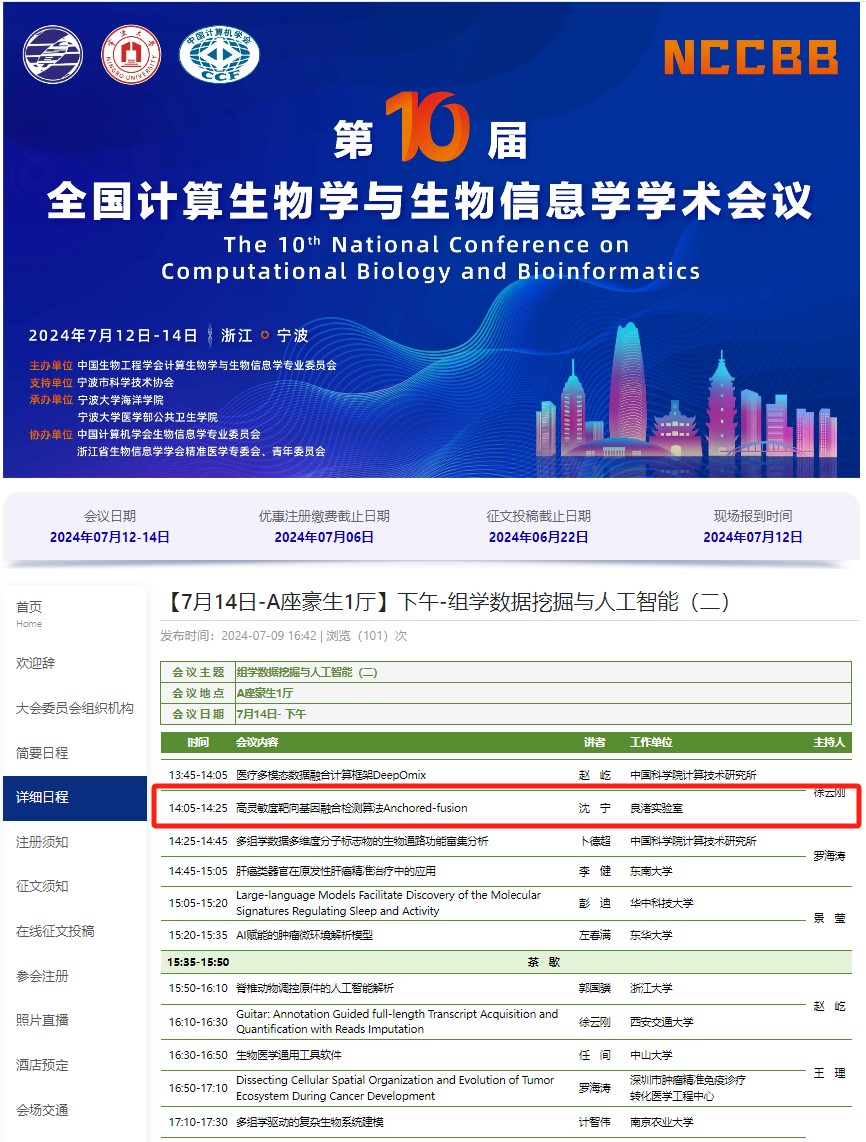 中国计算机学会
CCF
NINGBO UNIVERSITY
NCCBB
第10届
全国计算生物学与生物信息学学术会议
The 10th National Conference on
Computational Biology and Bioinformatics
2024年7月12日-14日 浙江 宁波
主办单位 中国生物工程学会计算生物学与生物信息学专业委员会
支持单位 宁波市科学技术协会
承办单位 宁波大学海洋学院
宁波大学医学部公共卫生学院
协办单位 中国计算机学会生物信息学专业委员会
浙江省生物信息学学会精准医学专委会、青年委员会
会议日期 优惠注册缴费截止日期 征文投稿截止日期 现场报到时间
2024年07月12-14日 2024年07月06日 2024年06月22日 2024年07月12日
首页
Home
欢迎辞
大会委员会组织机构
简要日程
详细日程
注册须知
征文须知
在线征文投稿
参会注册
照片直播
酒店预定
会场交通
【7月14日-A座豪生1厅】下午-组学数据挖掘与人工智能（二）
发布时间：2024-07-09 16:42 | 浏览（101）次
会议主题 组学数据挖掘与人工智能（二）
会议地点 A座豪生1厅
会议日期 7月14日- 下午
时间 会议内容 讲者 工作单位 主持人
13:45-14:05 医疗多模态数据融合计算框架DeepOmix 赵 屹 中国科学院计算技术研究所
徐云刚
14:05-14:25 高灵敏度靶向基因融合检测算法Anchored-fusion 沈 宁 良渚实验室
14:25-14:45 多组学数据多维度分子标志物的生物通路功能富集分析 卜德超 中国科学院计算技术研究所
罗海涛
14:45-15:05 肝癌类器官在原发性肝癌精准治疗中的应用 李 健 东南大学
15:05-15:20 Large-language Models Facilitate Discovery of the Molecular
Signatures Regulating Sleep and Activity 彭 迪 华中科技大学
景 莹
15:20-15:35 AI赋能的肿瘤微环境解析模型 左春满 东华大学
15:35-15:50 茶 歇
15:50-16:10 脊椎动物调控原件的人工智能解析 郭国骥 浙江大学
赵 屹
16:10-16:30 Guitar: Annotation Guided full-length Transcript Acquisition and
Quantification with Reads Imputation 徐云刚 西安交通大学
16:30-16:50 生物医学通用工具软件 任 间 中山大学
王 理
16:50-17:10 Dissecting Cellular Spatial Organization and Evolution of Tumor
Ecosystem During Cancer Development 罗海涛 深圳市肿瘤精准免疫诊疗
转化医学工程中心
17:10-17:30 多组学驱动的复杂生物系统建模 计智伟 南京农业大学